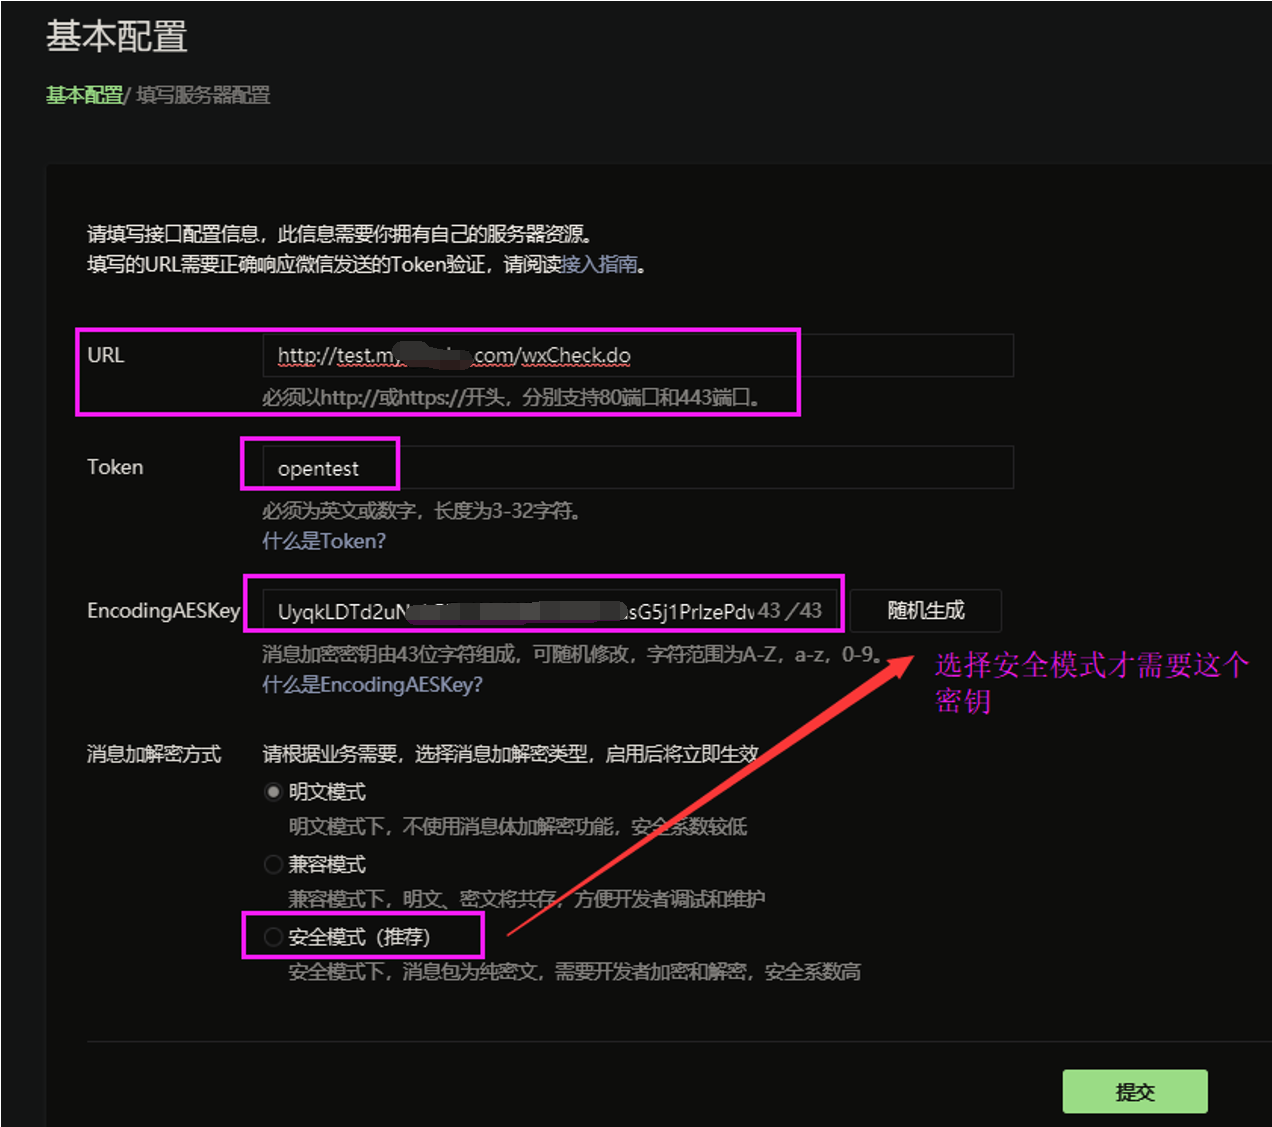 基本配置
基本配置/ 填写服务器配置
请填写接口配置信息，此信息需要你拥有自己的服务器资源。
填写的URL需要正确响应微信发送的Token验证，请阅读接入指南。
URL
http://test.my .com/wxCheck.do
必须以http://或https://开头，分别支持80端口和443端口。
Token
opentest
必须为英文或数字，长度为3-32字符。
什么是Token?
EncodingAESKey
UyqkLDTd2uN sG5j1PrIzePdv 43 /43
随机生成
消息加密密钥由43位字符组成，可随机修改，字符范围为A-Z，a-z，0-9。
什么是EncodingAESKey?
选择安全模式才需要这个
密钥
消息加解密方式
请根据业务需要，选择消息加解密类型，启用后将立即生效
明文模式
明文模式下，不使用消息体加解密功能，安全系数较低
兼容模式
兼容模式下，明文、密文将共存，方便开发者调试和维护
安全模式（推荐）
安全模式下，消息包为纯密文，需要开发者加密和解密，安全系数高
提交